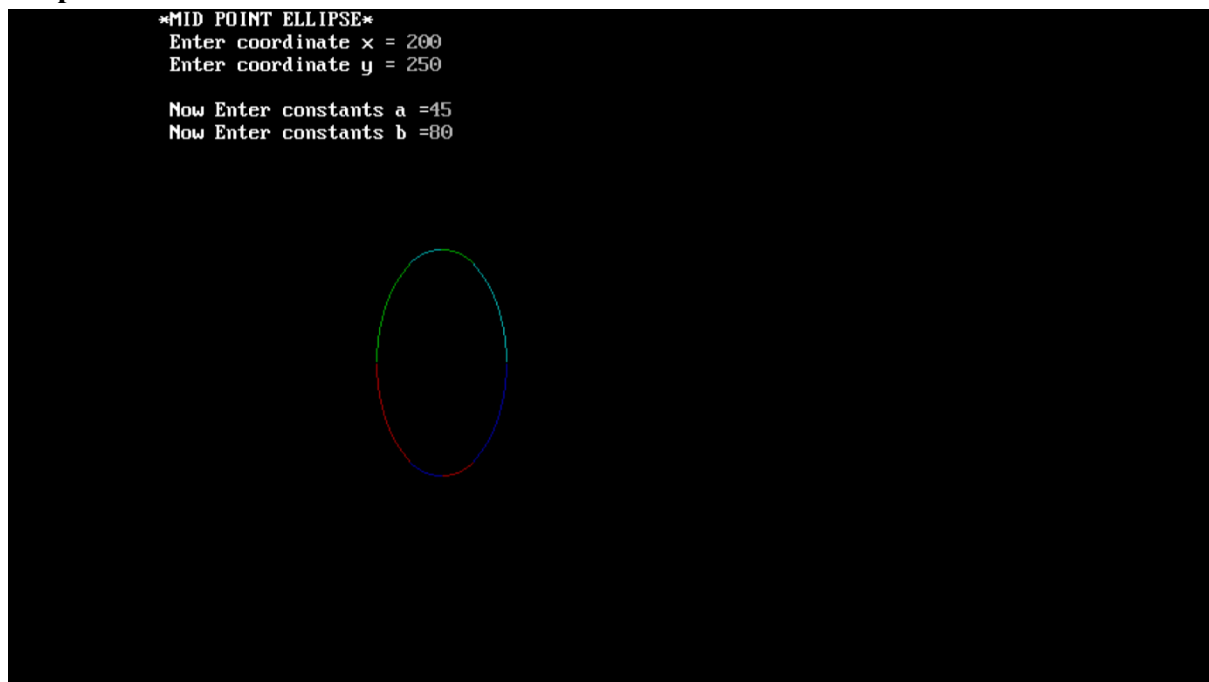 *MID POINT ELLIPSE*
Enter coordinate x = 200
Enter coordinate y = 250
Now Enter constants a =45
Now Enter constants b =80